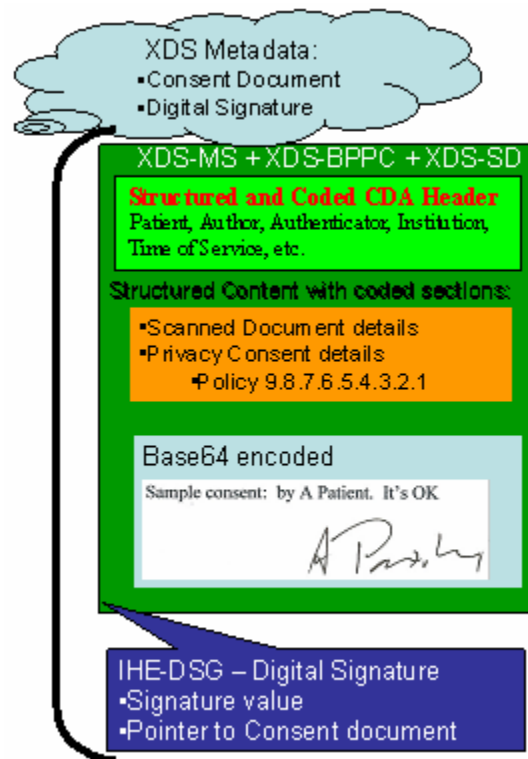 XDS Metadata:
▪Consent Document
▪Digital Signature
XDS-MS + XDS-BPPC + XDS-SD
Structured and Coded CDA Header
Patient, Author, Authenticator, Institution,
Time of Service, etc.
Structured Content with coded sections:
▪Scanned Document details
▪Privacy Consent details
▪Policy 9.8.7.6.5.4.3.2.1
Base64 encoded
Sample consent: by A Patient. It's OK
IHE-DSG – Digital Signature
▪Signature value
▪Pointer to Consent document